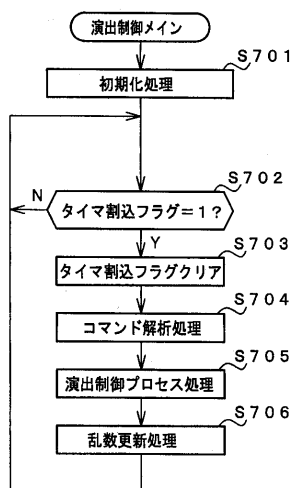 演出制御メイン
S701
初期化処理
S702
N
タイマ割込フラグ=1?
Y
S703
タイマ割込フラグクリア
S704
コマンド解析処理
S705
演出制御プロセス処理
S706
乱数更新処理